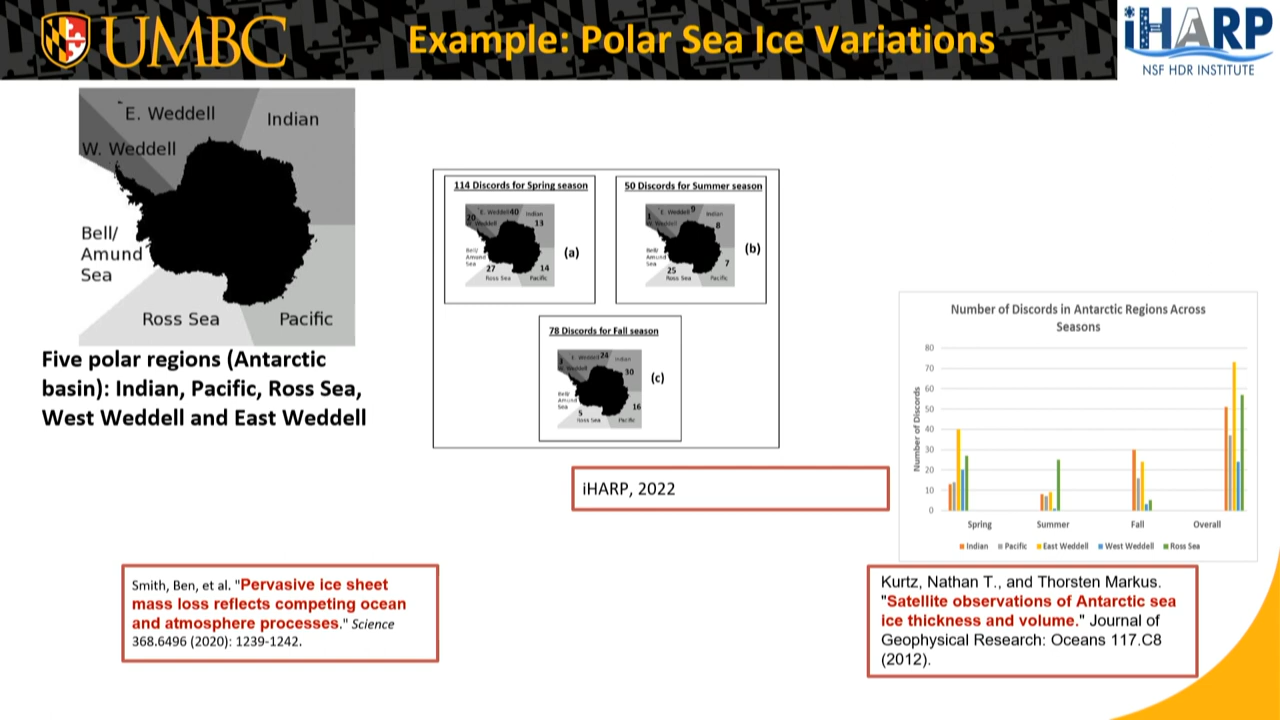 UMBC
Example: Polar Sea Ice Variations
iHARP
NSF HDR INSTITUTE
E. Weddell
Indian
W. Weddell
Bell/
Amund
Sea
Ross Sea
Pacific
Five polar regions (Antarctic
basin): Indian, Pacific, Ross Sea,
West Weddell and East Weddell
114 Discords for Spring season
E. Weddell 40
Indian
20
Weddell
13
Bell/
Amund
Sea
27
14
Ross Sea
Pacific
(a)
50 Discords for Summer season
E. Weddell 9
Indian
1
Weddell
8
Bell/
Amund
Sea
25
7
Ross Sea
Pacific
(b)
78 Discords for Fall season
E. Weddell 24
Indian
Weddell
30
Bell/
Amund
Sea
5
16
Ross Sea
Pacific
(c)
iHARP, 2022
Number of Discords in Antarctic Regions Across
Seasons
Number of Discords
80
70
60
50
40
30
20
10
0
Spring Summer Fall Overall
Indian Pacific East Weddell West Weddell Ross Sea
Smith, Ben, et al. "Pervasive ice sheet
mass loss reflects competing ocean
and atmosphere processes." Science
368.6496 (2020): 1239-1242.
Kurtz, Nathan T., and Thorsten Markus.
"Satellite observations of Antarctic sea
ice thickness and volume." Journal of
Geophysical Research: Oceans 117.C8
(2012).